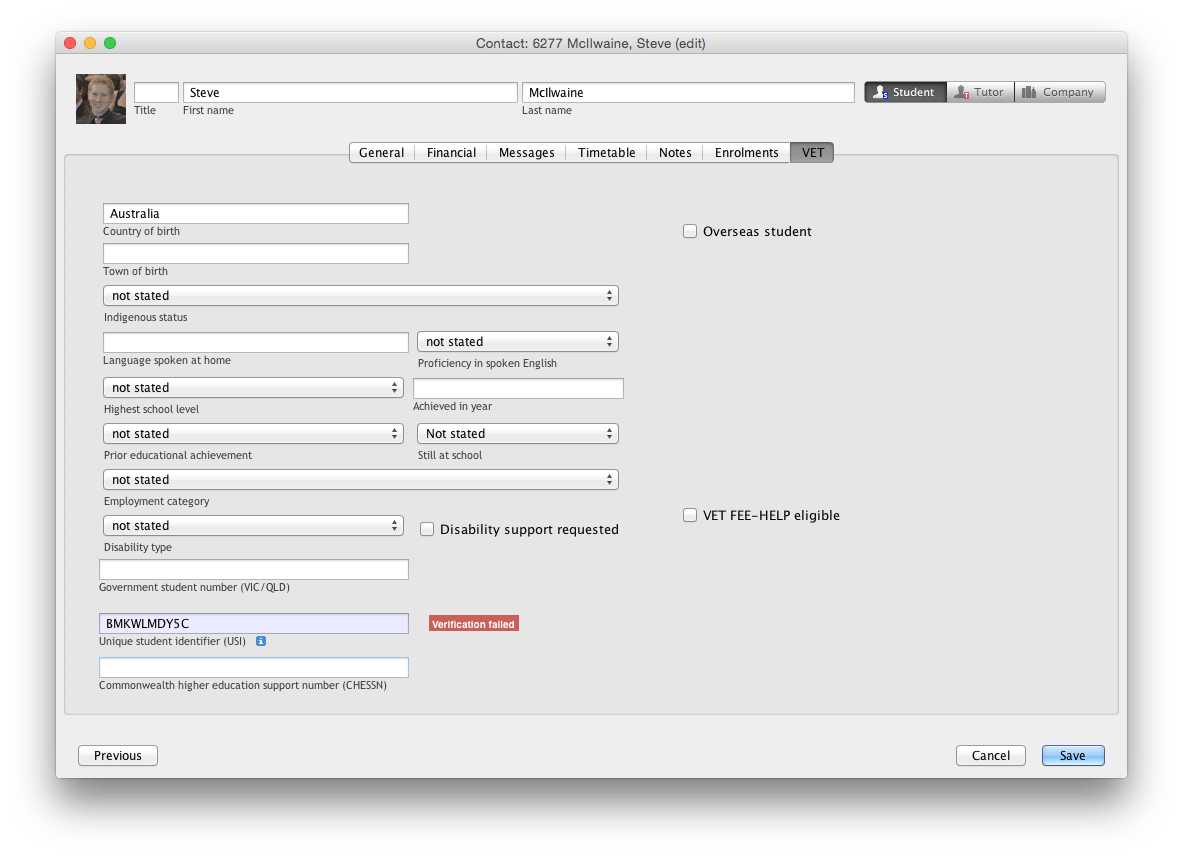 Contact: 6277 McIlwaine, Steve (edit)
Steve McIlwaine Student Tutor Company
Title First name Last name
General Financial Messages Timetable Notes Enrolments VET
Australia
Country of birth
Overseas student
Town of birth
not stated
Indigenous status
not stated
Language spoken at home Proficiency in spoken English
not stated
Highest school level Achieved in year
not stated Not stated
Prior educational achievement Still at school
not stated
Employment category
VET FEE-HELP eligible
not stated Disability support requested
Disability type
Government student number (VIC/QLD)
BMKWLMDY5C Verification failed
Unique student identifier (USI) i
Commonwealth higher education support number (CHESSN)
Previous Cancel Save